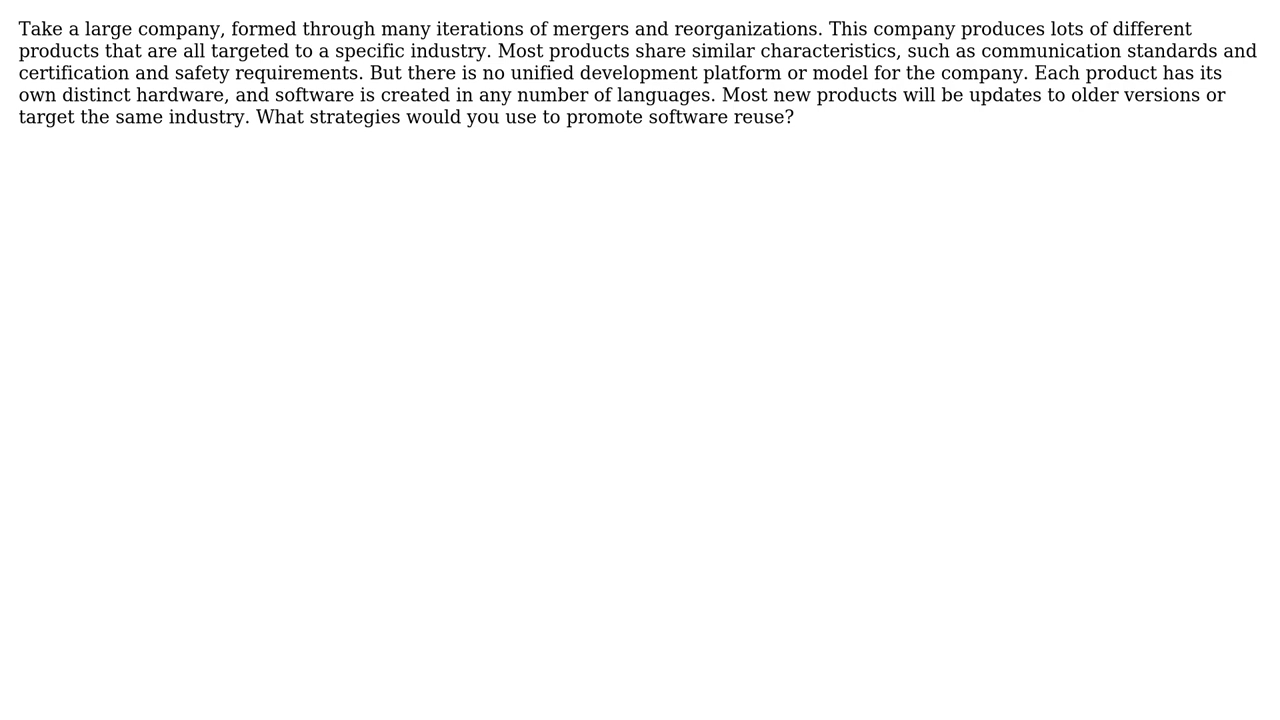 Take a large company, formed through many iterations of mergers and reorganizations. This company produces lots of different
products that are all targeted to a specific industry. Most products share similar characteristics, such as communication standards and
certification and safety requirements. But there is no unified development platform or model for the company. Each product has its
own distinct hardware, and software is created in any number of languages. Most new products will be updates to older versions or
target the same industry. What strategies would you use to promote software reuse?